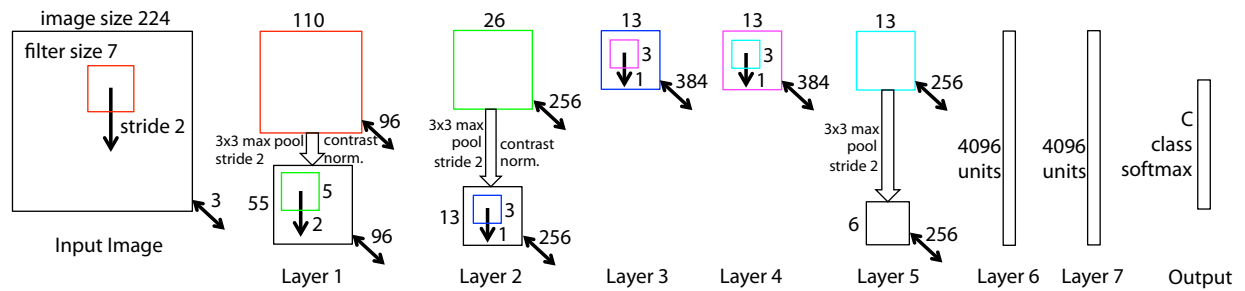 image size 224
filter size 7
stride 2
3
Input Image
110
96
3x3 max pool
stride 2
contrast
norm.
55
5
2
96
Layer 1
26
256
3x3 max
pool
stride 2
contrast
norm.
13
3
1
256
Layer 2
13
3
1
384
Layer 3
13
3
1
384
Layer 4
13
256
3x3 max
pool
stride 2
6
256
Layer 5
4096
units
Layer 6
4096
units
Layer 7
C
class
softmax
Output